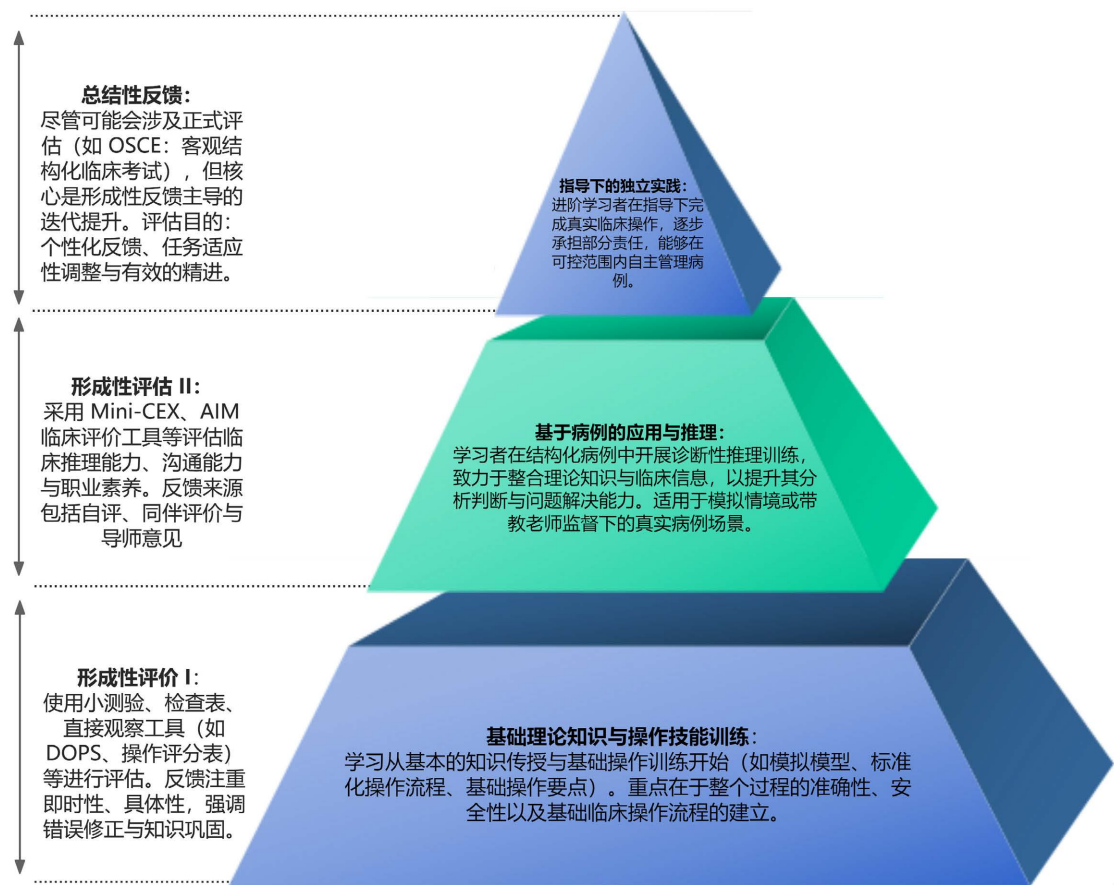 总结性反馈：
尽管可能会涉及正式评
估（如 OSCE：客观结
构化临床考试），但核
心是形成性反馈主导的
迭代提升。评估目的：
个性化反馈、任务适应
性调整与有效的精进。
指导下的独立实践：
进阶学习者在指导下完
成真实临床操作，逐步
承担部分责任，能够在
可控范围内自主管理病
例。
形成性评估 II：
采用 Mini-CEX、AIM
临床评价工具等评估临
床推理能力、沟通能力
与职业素养。反馈来源
包括自评、同伴评价与
导师意见
基于病例的应用与推理：
学习者在结构化病例中开展诊断性推理训练，
致力于整合理论知识与临床信息，以提升其分
析判断与问题解决能力。适用于模拟情境或带
教老师监督下的真实病例场景。
形成性评价 I：
使用小测验、检查表、
直接观察工具（如
DOPS、操作评分表）
等进行评估。反馈注重
即时性、具体性，强调
错误修正与知识巩固。
基础理论知识与操作技能训练：
学习从基本的知识传授与基础操作训练开始（如模拟模型、标准
化操作流程、基础操作要点）。重点在于整个过程的准确性、安
全性以及基础临床操作流程的建立。